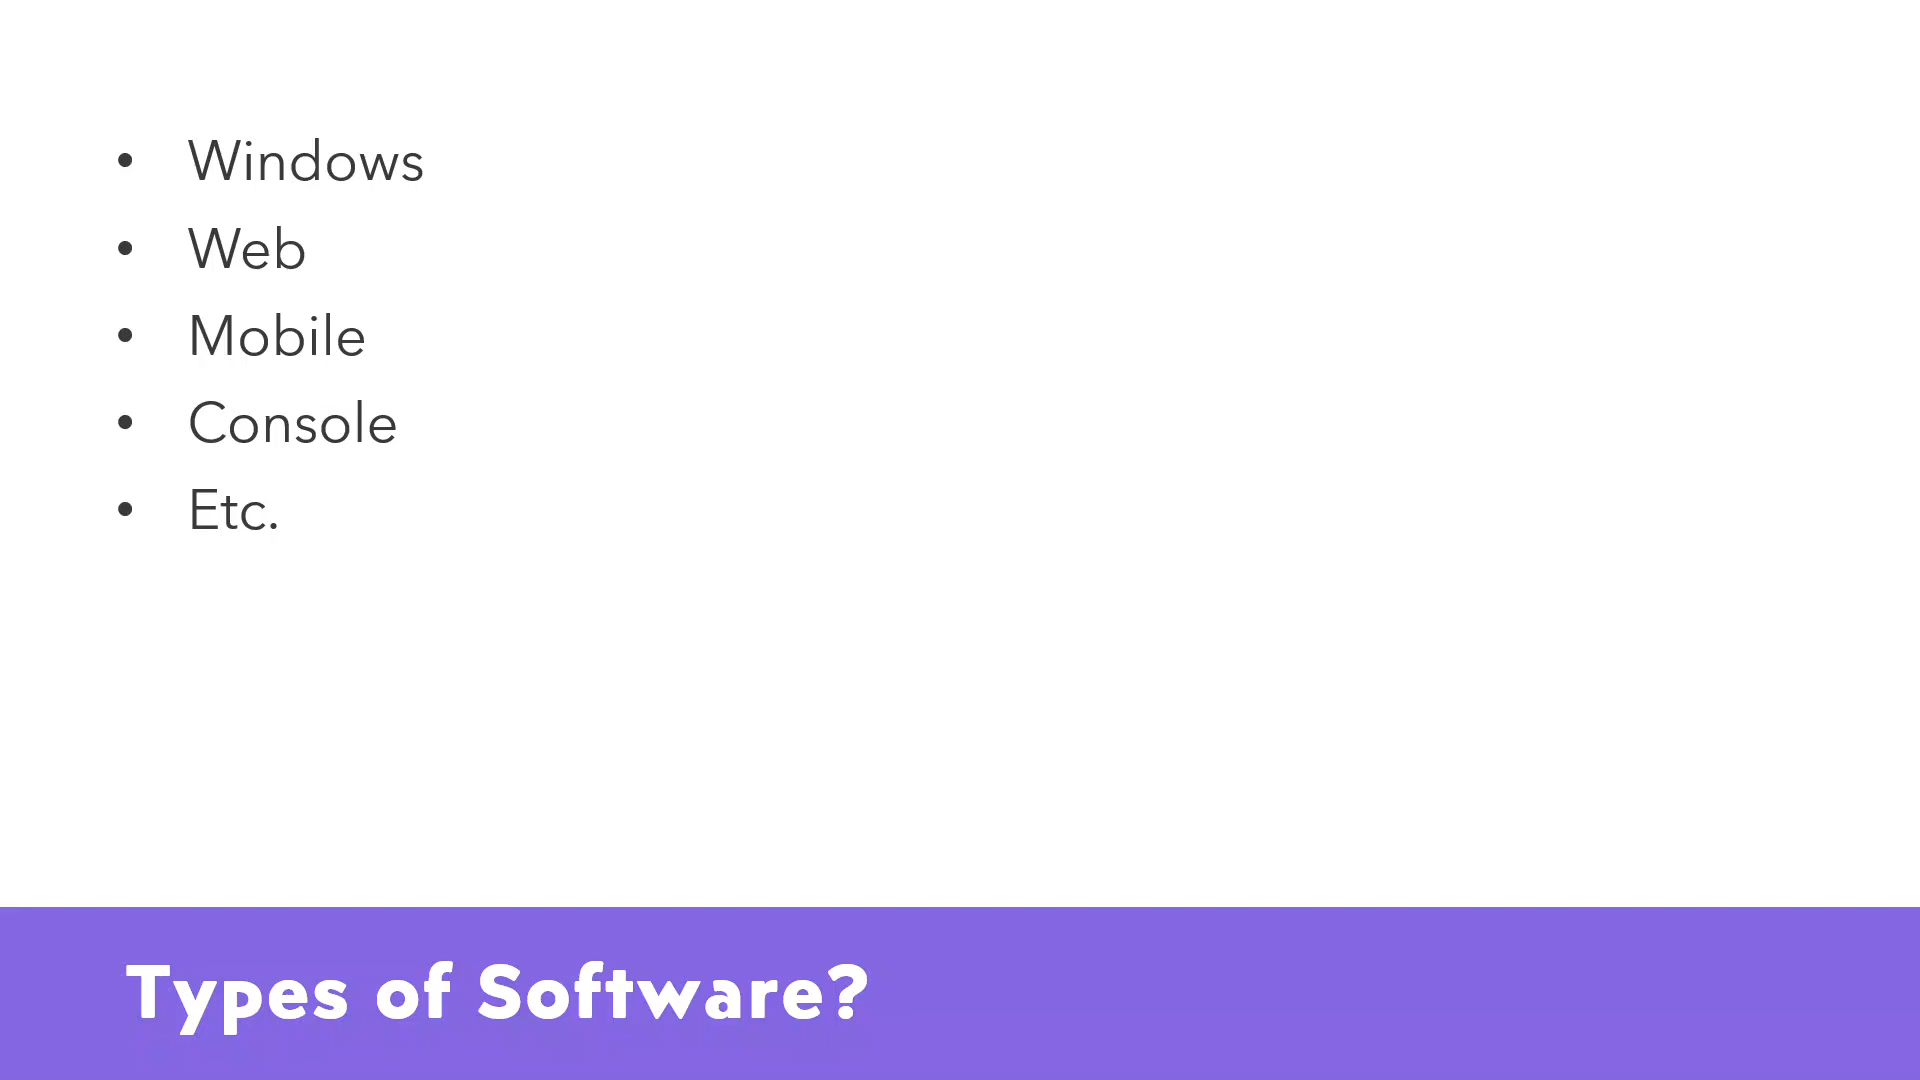 • Windows
• Web
• Mobile
• Console
• Etc.
Types of Software?